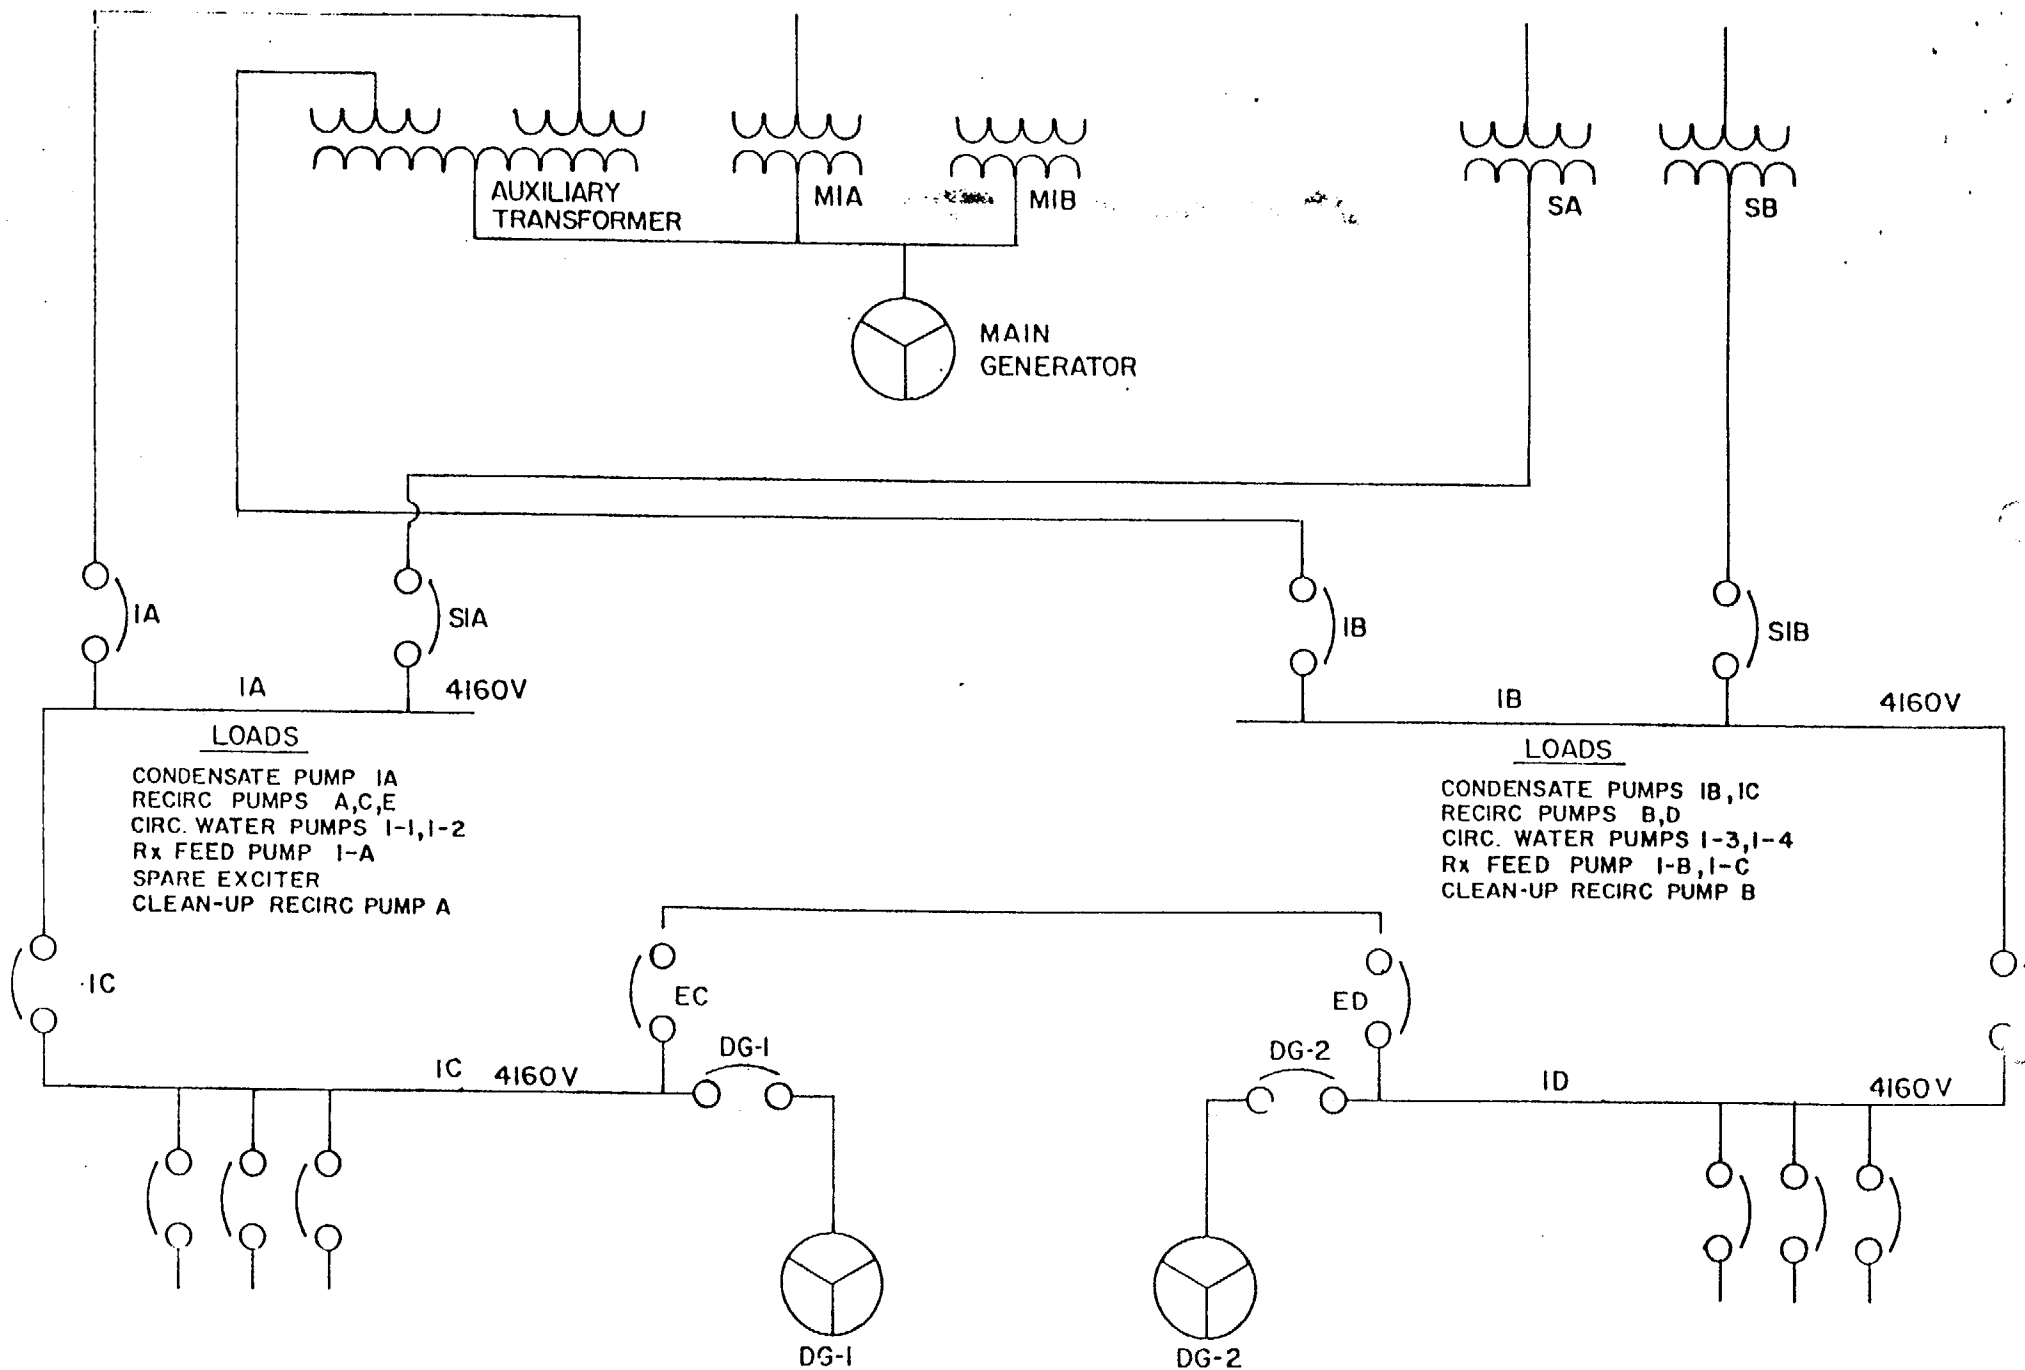 AUXILIARY
TRANSFORMER
MIA
MIB
SA
SB
MAIN
GENERATOR
IA
SIA
IB
SIB
IA
4160V
IB
4160V
LOADS
CONDENSATE PUMP IA
RECIRC PUMPS A,C,E
CIRC. WATER PUMPS I-I,I-2
Rx FEED PUMP I-A
SPARE EXCITER
CLEAN-UP RECIRC PUMP A
LOADS
CONDENSATE PUMPS IB,IC
RECIRC PUMPS B,D
CIRC. WATER PUMPS I-3,I-4
Rx FEED PUMP I-B,I-C
CLEAN-UP RECIRC PUMP B
IC
EC
ED
DG-I
DG-2
IC 4160V
ID
4160V
DG-I
DG-2